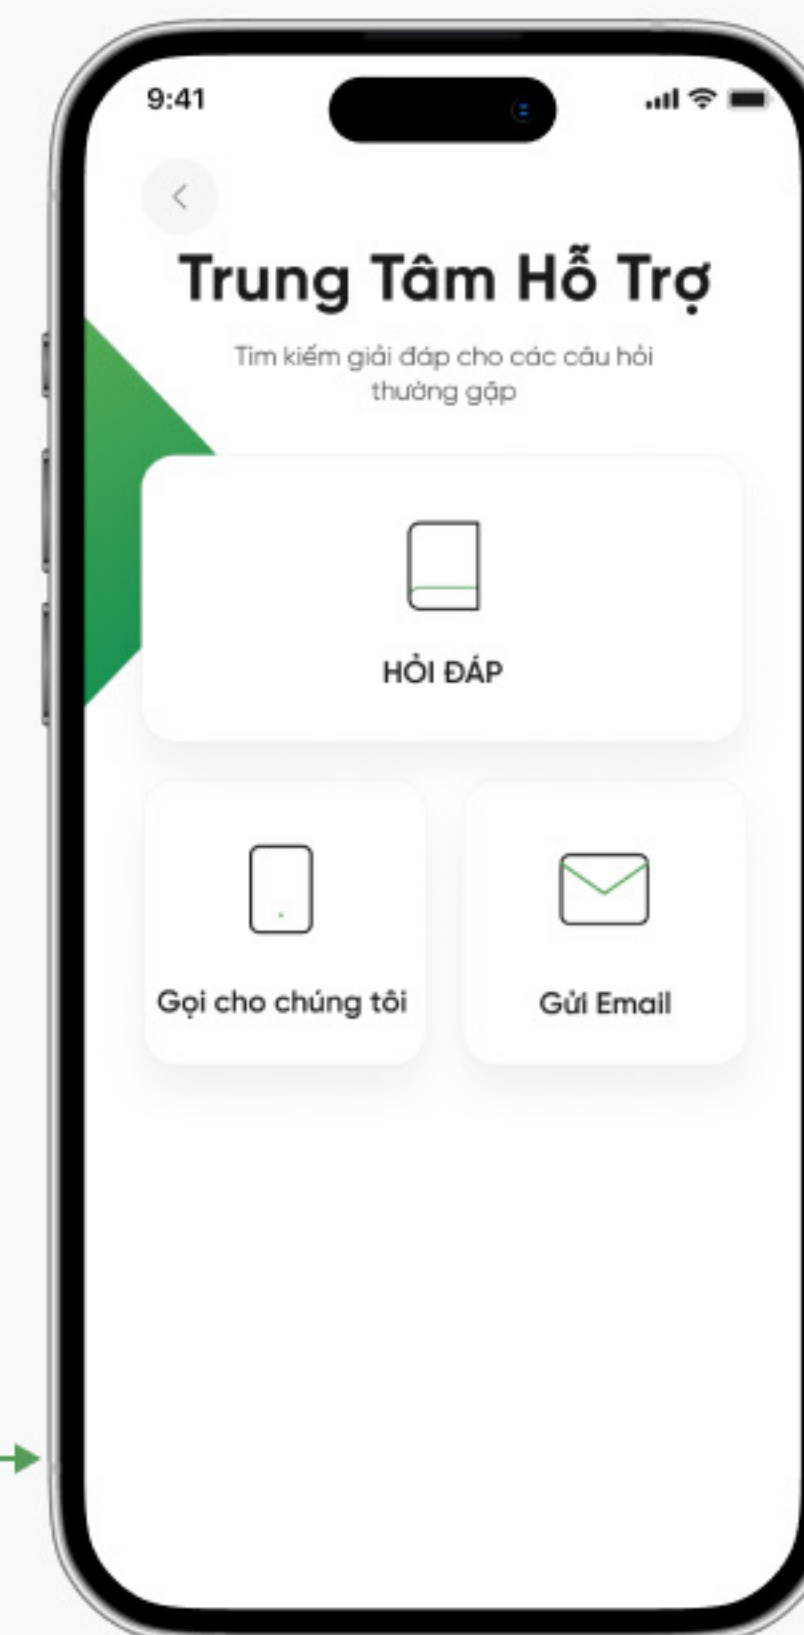 9:41
Trung Tâm Hỗ Trợ
Tìm kiếm giải đáp cho các câu hỏi
thường gặp
HỎI ĐÁP
Gọi cho chúng tôi
Gửi Email